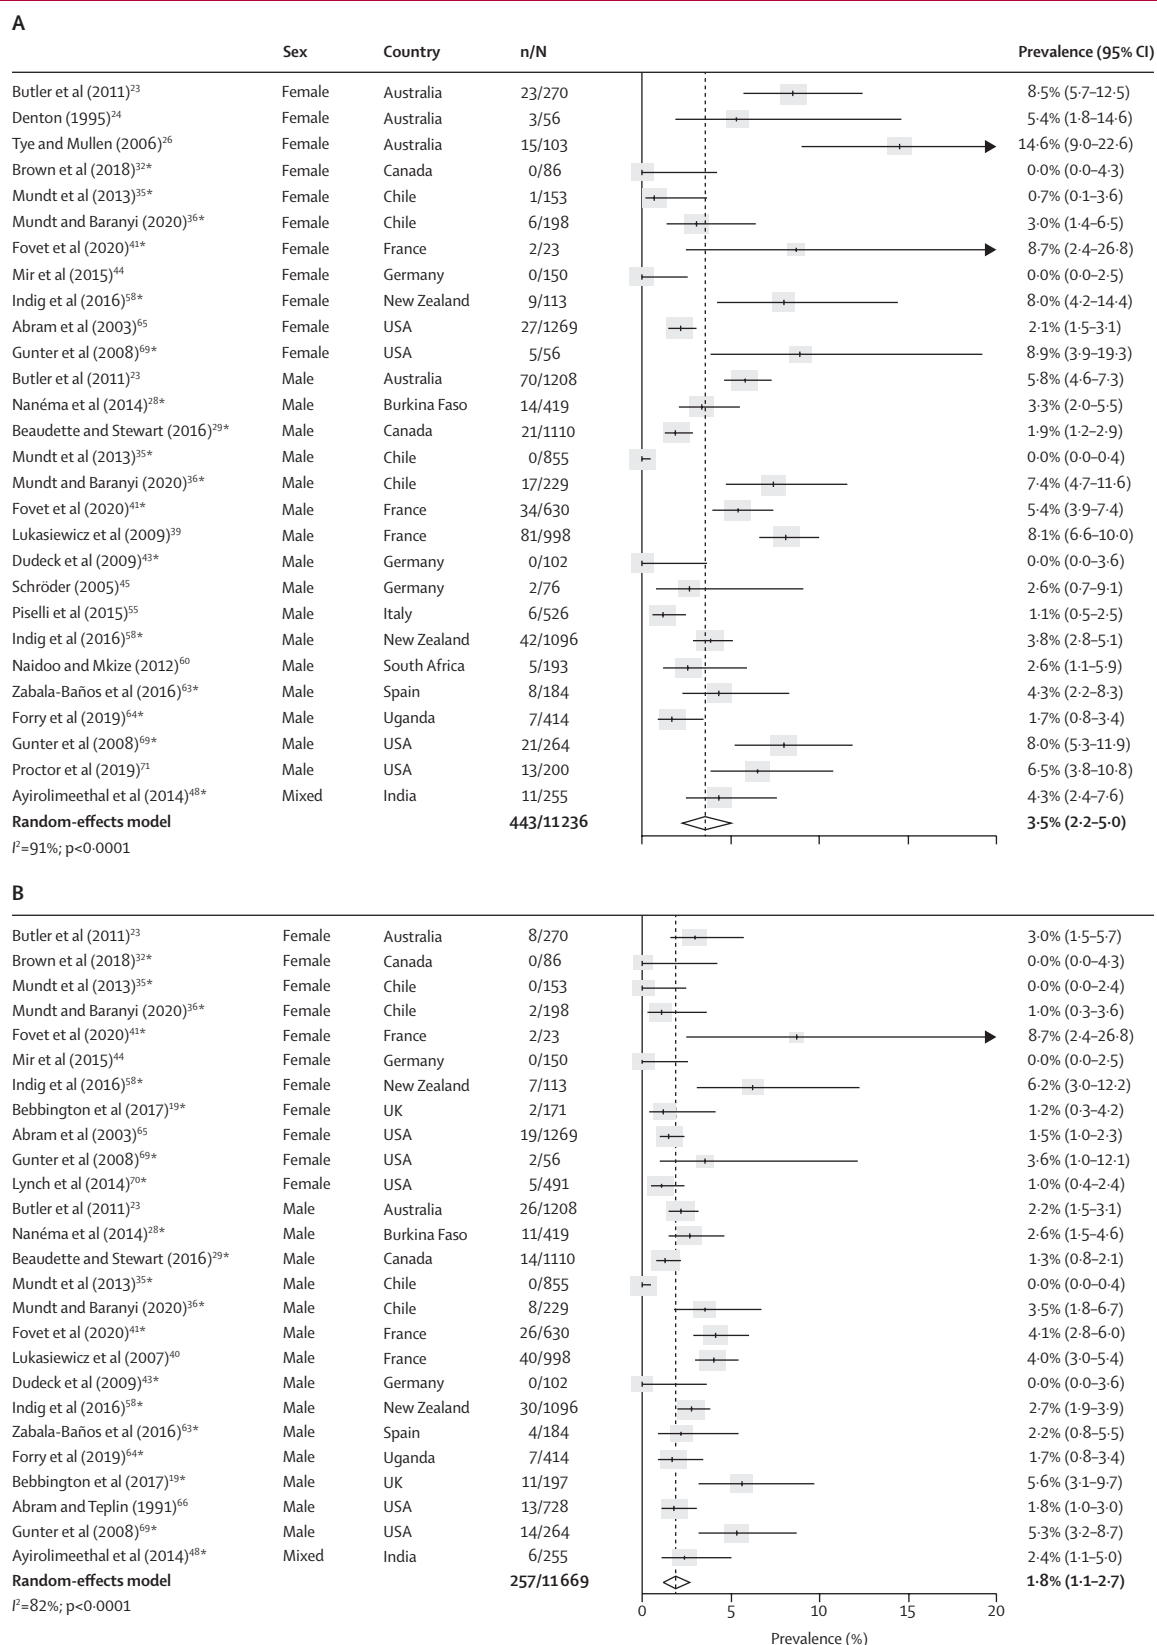 A
Sex Country n/N Prevalence (95% CI)
Butler et al (2011)²³ Female Australia 23/270 8·5% (5·7–12·5)
Denton (1995)²⁴ Female Australia 3/56 5·4% (1·8–14·6)
Tye and Mullen (2006)²⁶ Female Australia 15/103 14·6% (9·0–22·6)
Brown et al (2018)³²* Female Canada 0/86 0·0% (0·0–4·3)
Mundt et al (2013)³⁵* Female Chile 1/153 0·7% (0·1–3·6)
Mundt and Baranyi (2020)³⁶* Female Chile 6/198 3·0% (1·4–6·5)
Fovet et al (2020)⁴¹* Female France 2/23 8·7% (2·4–26·8)
Mir et al (2015)⁴⁴ Female Germany 0/150 0·0% (0·0–2·5)
Indig et al (2016)⁵⁸* Female New Zealand 9/113 8·0% (4·2–14·4)
Abram et al (2003)⁶⁵ Female USA 27/1269 2·1% (1·5–3·1)
Gunter et al (2008)⁶⁹* Female USA 5/56 8·9% (3·9–19·3)
Butler et al (2011)²³ Male Australia 70/1208 5·8% (4·6–7·3)
Nanéma et al (2014)²⁸* Male Burkina Faso 14/419 3·3% (2·0–5·5)
Beaudette and Stewart (2016)²⁹* Male Canada 21/1110 1·9% (1·2–2·9)
Mundt et al (2013)³⁵* Male Chile 0/855 0·0% (0·0–0·4)
Mundt and Baranyi (2020)³⁶* Male Chile 17/229 7·4% (4·7–11·6)
Fovet et al (2020)⁴¹* Male France 34/630 5·4% (3·9–7·4)
Lukasiewicz et al (2009)³⁹ Male France 81/998 8·1% (6·6–10·0)
Dudeck et al (2009)⁴³* Male Germany 0/102 0·0% (0·0–3·6)
Schröder (2005)⁴⁵ Male Germany 2/76 2·6% (0·7–9·1)
Piselli et al (2015)⁵⁵ Male Italy 6/526 1·1% (0·5–2·5)
Indig et al (2016)⁵⁸* Male New Zealand 42/1096 3·8% (2·8–5·1)
Naidoo and Mkize (2012)⁶⁰ Male South Africa 5/193 2·6% (1·1–5·9)
Zabala-Baños et al (2016)⁶³* Male Spain 8/184 4·3% (2·2–8·3)
Forry et al (2019)⁶⁴* Male Uganda 7/414 1·7% (0·8–3·4)
Gunter et al (2008)⁶⁹* Male USA 21/264 8·0% (5·3–11·9)
Proctor et al (2019)⁷¹ Male USA 13/200 6·5% (3·8–10·8)
Ayirolimeethal et al (2014)⁴⁸* Mixed India 11/255 4·3% (2·4–7·6)
Random-effects model 443/11236 3·5% (2·2–5·0)
I²=91%; p<0·0001
B
Butler et al (2011)²³ Female Australia 8/270 3·0% (1·5–5·7)
Brown et al (2018)³²* Female Canada 0/86 0·0% (0·0–4·3)
Mundt et al (2013)³⁵* Female Chile 0/153 0·0% (0·0–2·4)
Mundt and Baranyi (2020)³⁶* Female Chile 2/198 1·0% (0·3–3·6)
Fovet et al (2020)⁴¹* Female France 2/23 8·7% (2·4–26·8)
Mir et al (2015)⁴⁴ Female Germany 0/150 0·0% (0·0–2·5)
Indig et al (2016)⁵⁸* Female New Zealand 7/113 6·2% (3·0–12·2)
Bebbington et al (2017)¹⁹* Female UK 2/171 1·2% (0·3–4·2)
Abram et al (2003)⁶⁵ Female USA 19/1269 1·5% (1·0–2·3)
Gunter et al (2008)⁶⁹* Female USA 2/56 3·6% (1·0–12·1)
Lynch et al (2014)⁷⁰* Female USA 5/491 1·0% (0·4–2·4)
Butler et al (2011)²³ Male Australia 26/1208 2·2% (1·5–3·1)
Nanéma et al (2014)²⁸* Male Burkina Faso 11/419 2·6% (1·5–4·6)
Beaudette and Stewart (2016)²⁹* Male Canada 14/1110 1·3% (0·8–2·1)
Mundt et al (2013)³⁵* Male Chile 0/855 0·0% (0·0–0·4)
Mundt and Baranyi (2020)³⁶* Male Chile 8/229 3·5% (1·8–6·7)
Fovet et al (2020)⁴¹* Male France 26/630 4·1% (2·8–6·0)
Lukasiewicz et al (2007)⁴⁰ Male France 40/998 4·0% (3·0–5·4)
Dudeck et al (2009)⁴³* Male Germany 0/102 0·0% (0·0–3·6)
Indig et al (2016)⁵⁸* Male New Zealand 30/1096 2·7% (1·9–3·9)
Zabala-Baños et al (2016)⁶³* Male Spain 4/184 2·2% (0·8–5·5)
Forry et al (2019)⁶⁴* Male Uganda 7/414 1·7% (0·8–3·4)
Bebbington et al (2017)¹⁹* Male UK 11/197 5·6% (3·1–9·7)
Abram and Teplin (1991)⁶⁶ Male USA 13/728 1·8% (1·0–3·0)
Gunter et al (2008)⁶⁹* Male USA 14/264 5·3% (3·2–8·7)
Ayirolimeethal et al (2014)⁴⁸* Mixed India 6/255 2·4% (1·1–5·0)
Random-effects model 257/11669 1·8% (1·1–2·7)
I²=82%; p<0·0001
0 5 10 15 20
Prevalence (%)